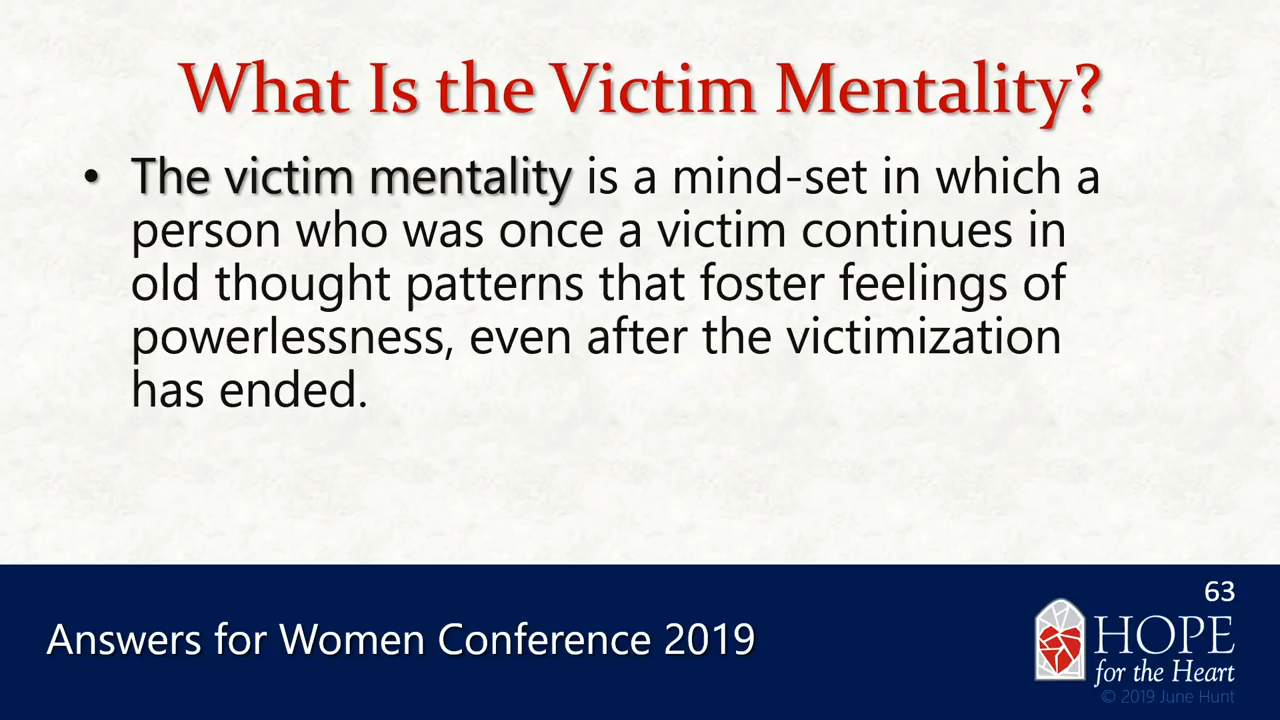 What Is the Victim Mentality?
• The victim mentality is a mind-set in which a
person who was once a victim continues in
old thought patterns that foster feelings of
powerlessness, even after the victimization
has ended.
63
Answers for Women Conference 2019
HOPE
for the Heart
© 2019 June Hunt